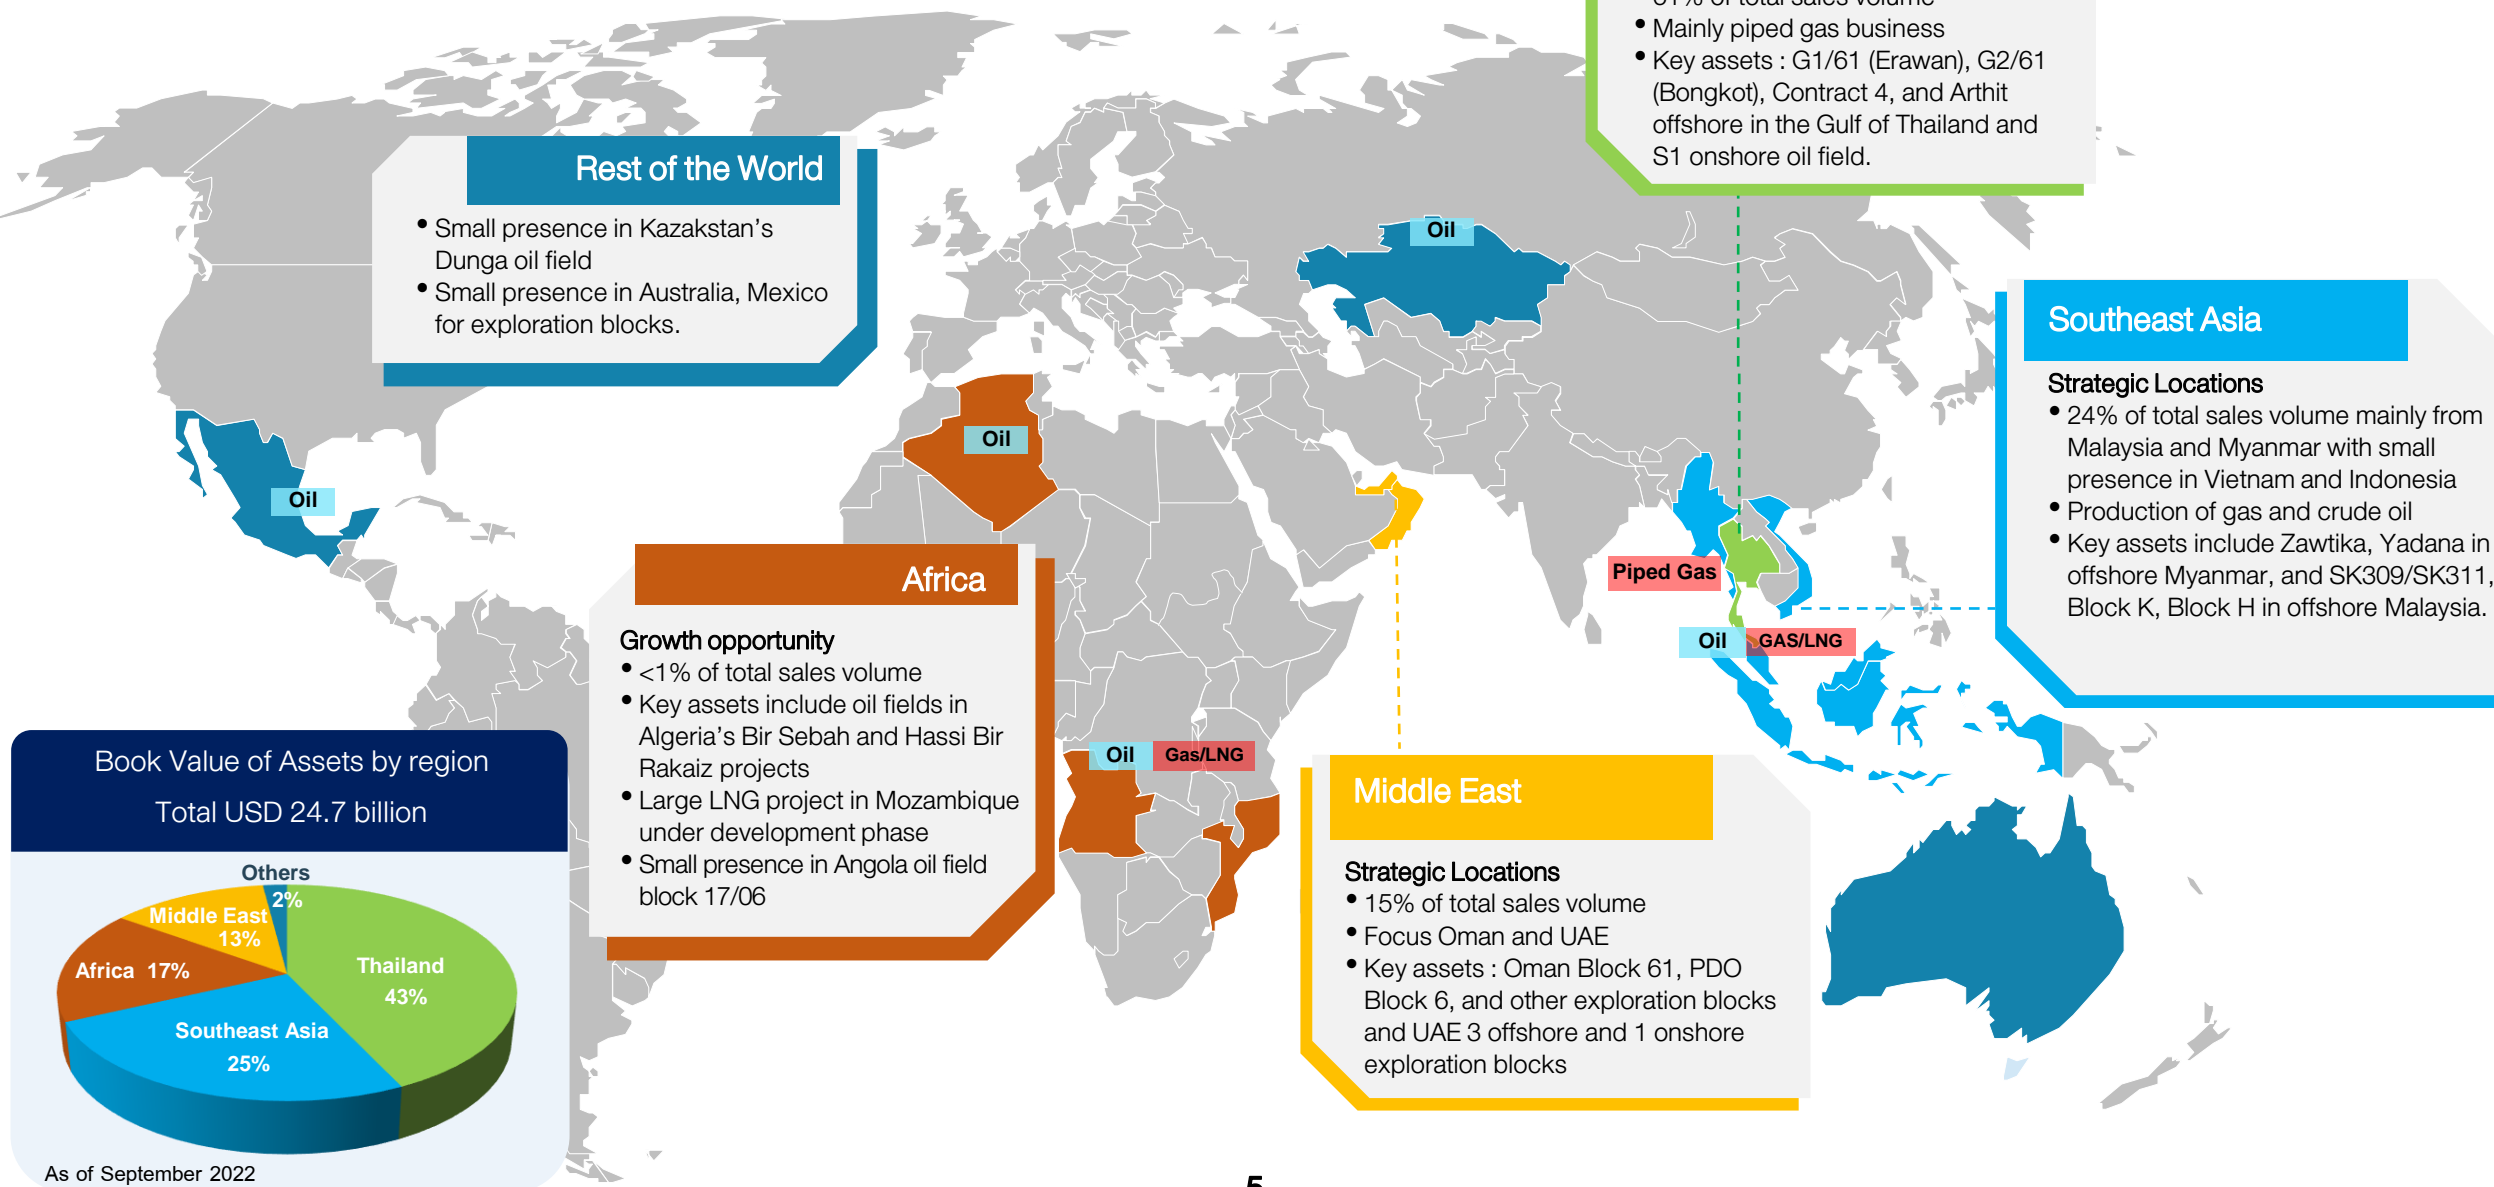 • Mainly piped gas business
• Key assets : G1/61 (Erawan), G2/61
(Bongkot), Contract 4, and Arthit
offshore in the Gulf of Thailand and
S1 onshore oil field.
Rest of the World
• Small presence in Kazakstan's
Dunga oil field
• Small presence in Australia, Mexico
for exploration blocks.
Oil
Southeast Asia
Strategic Locations
• 24% of total sales volume mainly from
Malaysia and Myanmar with small
presence in Vietnam and Indonesia
• Production of gas and crude oil
• Key assets include Zawtika, Yadana in
offshore Myanmar, and SK309/SK311,
Block K, Block H in offshore Malaysia.
Oil
Oil
Piped Gas
Oil GAS/LNG
Africa
Growth opportunity
• <1% of total sales volume
• Key assets include oil fields in
Algeria's Bir Sebah and Hassi Bir
Rakaiz projects
• Large LNG project in Mozambique
under development phase
• Small presence in Angola oil field
block 17/06
Oil Gas/LNG
Middle East
Strategic Locations
• 15% of total sales volume
• Focus Oman and UAE
• Key assets : Oman Block 61, PDO
Block 6, and other exploration blocks
and UAE 3 offshore and 1 onshore
exploration blocks
Book Value of Assets by region
Total USD 24.7 billion
Others
2%
Middle East
13%
Africa 17%
Thailand
43%
Southeast Asia
25%
As of September 2022